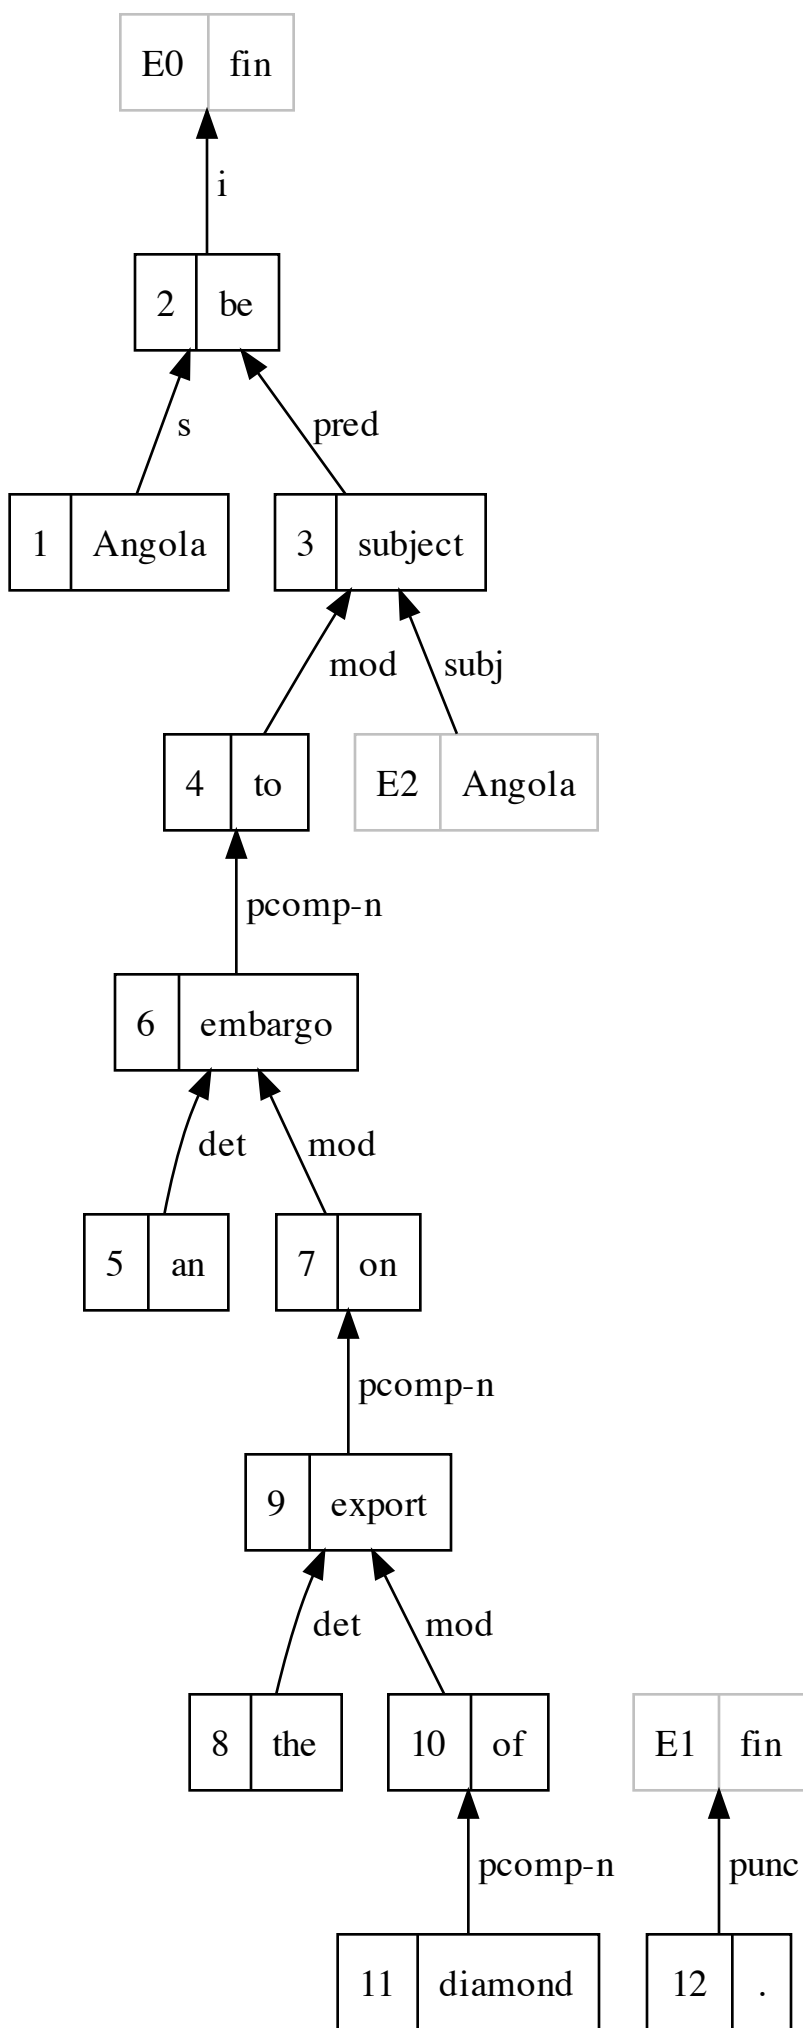 E0 fin
i
2 be
s pred
1 Angola 3 subject
mod subj
4 to E2 Angola
pcomp-n
6 embargo
det mod
5 an 7 on
pcomp-n
9 export
det mod
8 the 10 of E1 fin
pcomp-n punc
11 diamond 12 .